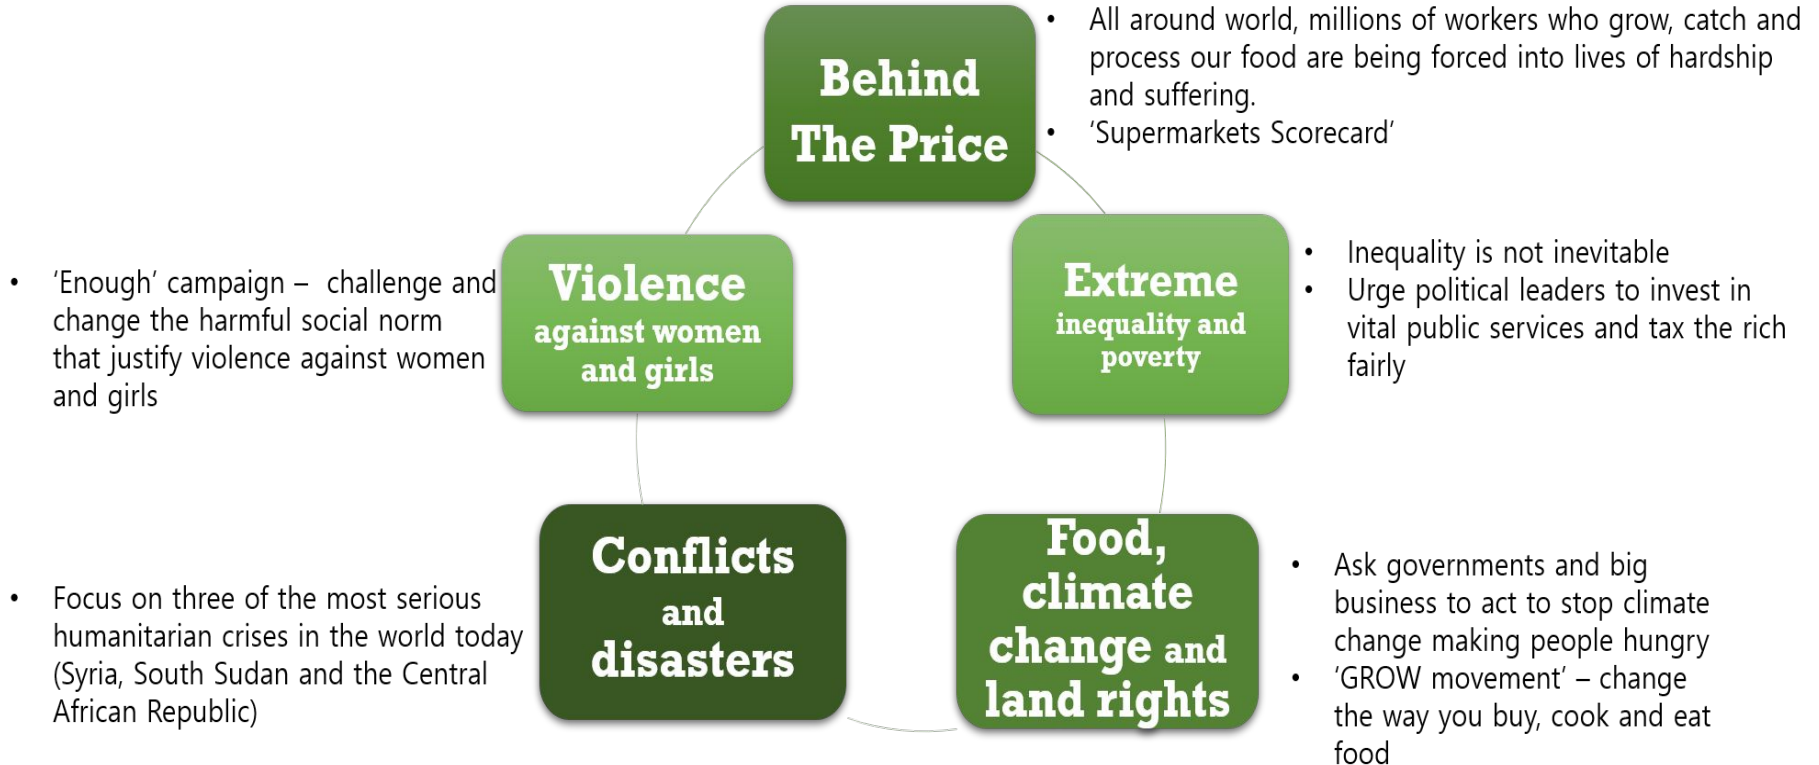 Behind
The Price
• All around world, millions of workers who grow, catch and
process our food are being forced into lives of hardship
and suffering.
• ‘Supermarkets Scorecard’
Extreme
inequality and
poverty
• Inequality is not inevitable
• Urge political leaders to invest in
vital public services and tax the rich
fairly
Food,
climate
change and
land rights
• Ask governments and big
business to act to stop climate
change making people hungry
• ‘GROW movement’ – change
the way you buy, cook and eat
food
Conflicts
and
disasters
• Focus on three of the most serious
humanitarian crises in the world today
(Syria, South Sudan and the Central
African Republic)
Violence
against women
and girls
• ‘Enough’ campaign – challenge and
change the harmful social norm
that justify violence against women
and girls